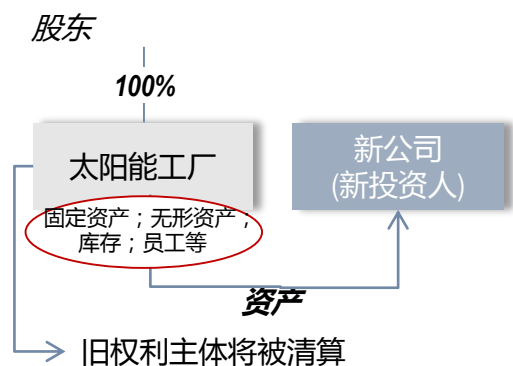 股东
100%
太阳能工厂
新公司
(新投资人)
固定资产；无形资产；
库存；员工等
资产
旧权利主体将被清算